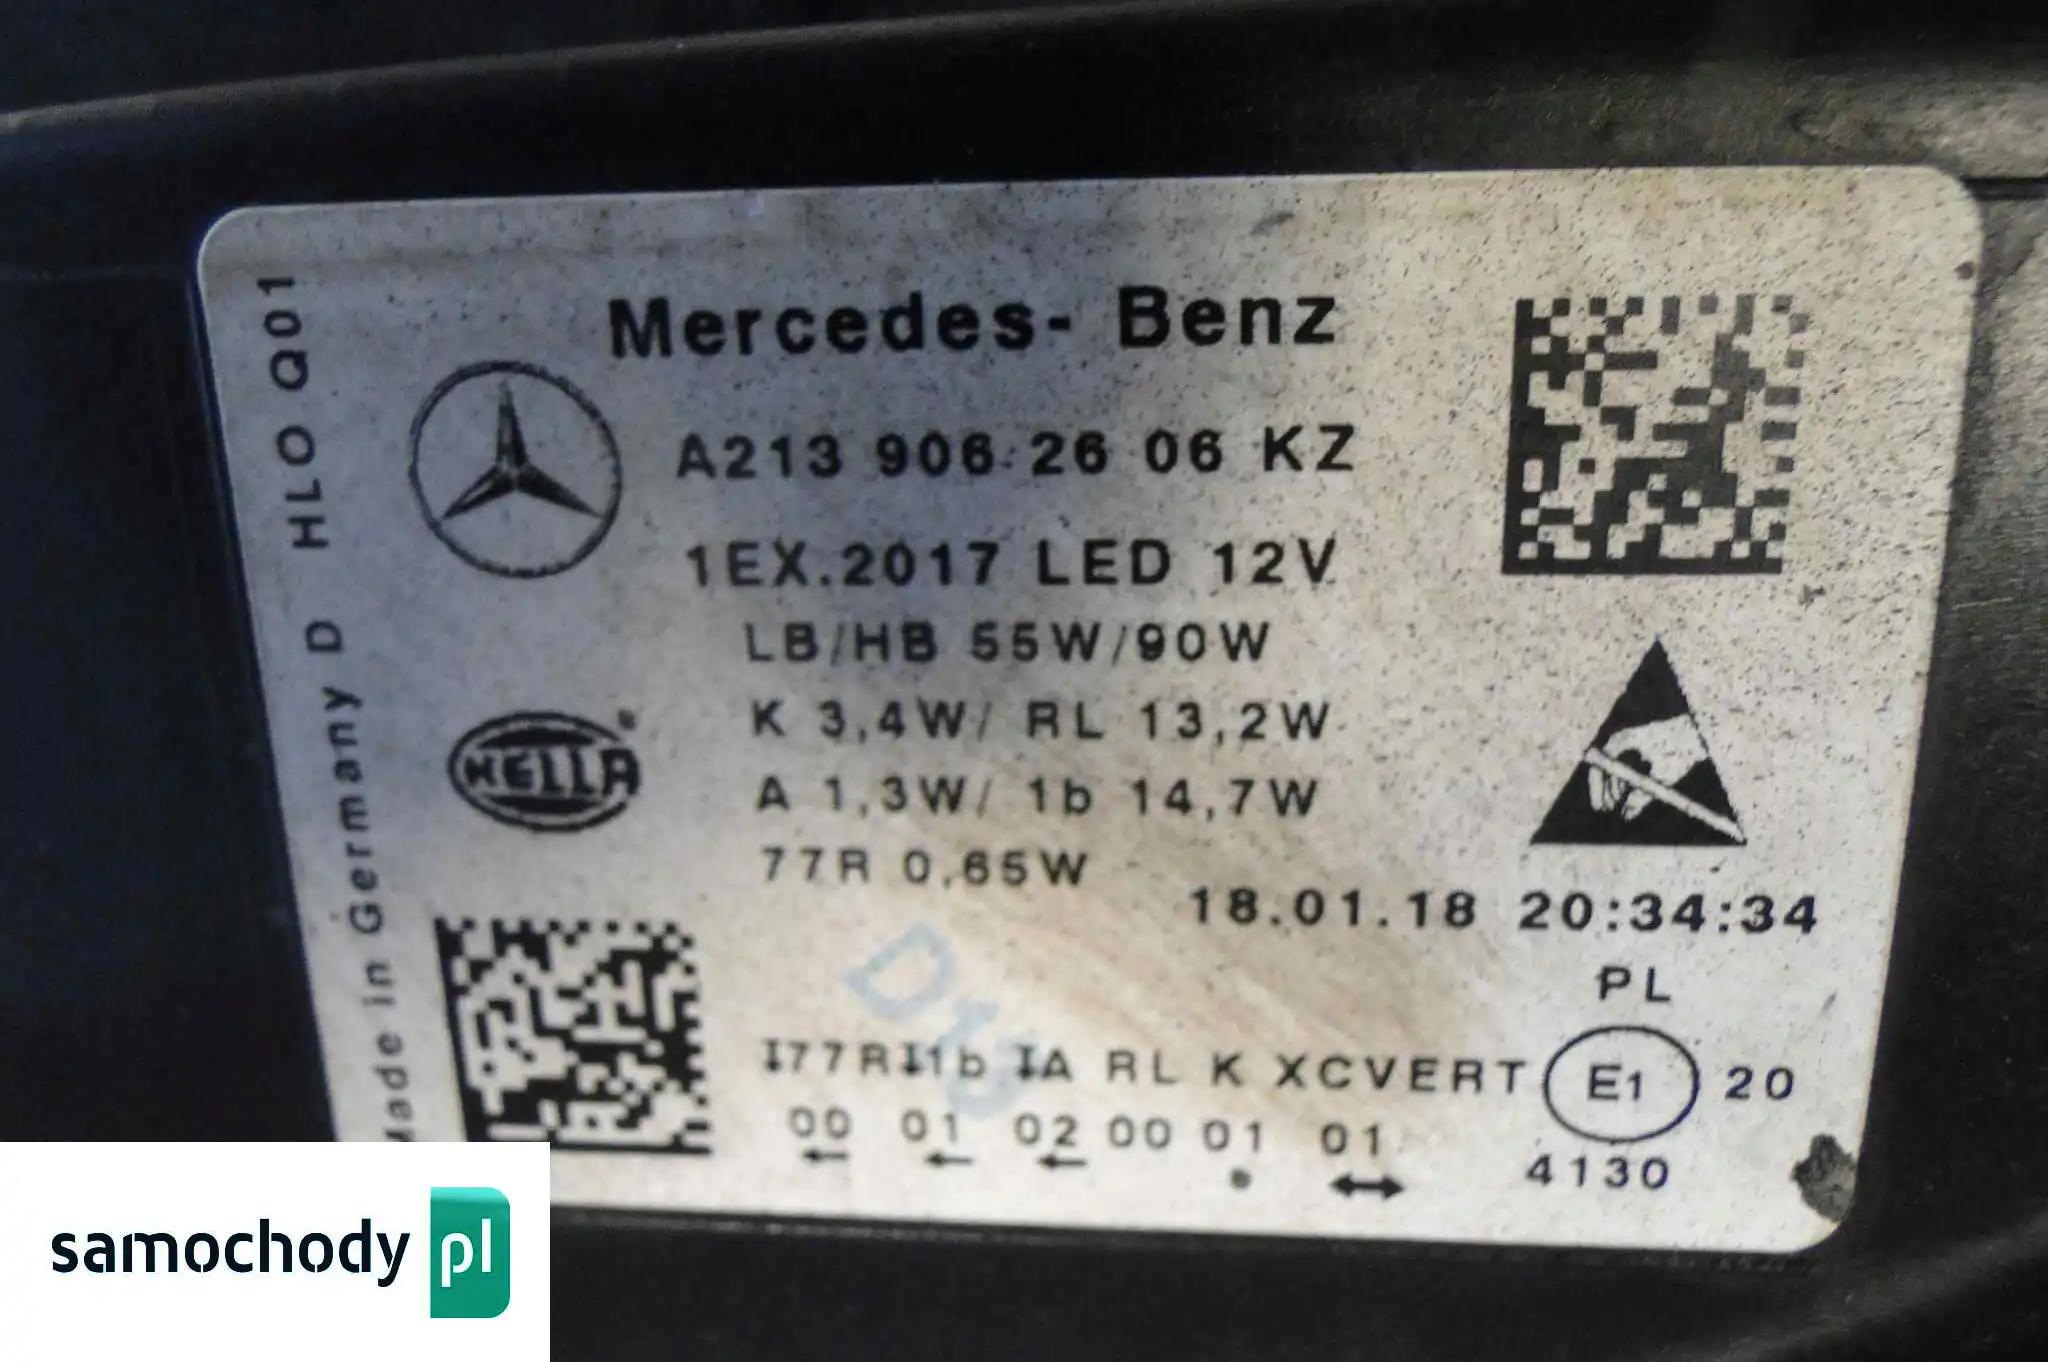 Mercedes- Benz
A213 906 26 06 KZ
1EX.2017 LED 12V
LB/HB 55W/90W
K 3,4W/ RL 13,2W
A 1,3W/ 1b 14,7W
77R 0,65W
18.01.18 20:34:34
PL
I77RI1b IA RL K XCVERT E1 20
00 01 02 00 01 01
4130
HELLA
Made in Germany D HLO Q01
samochody pl